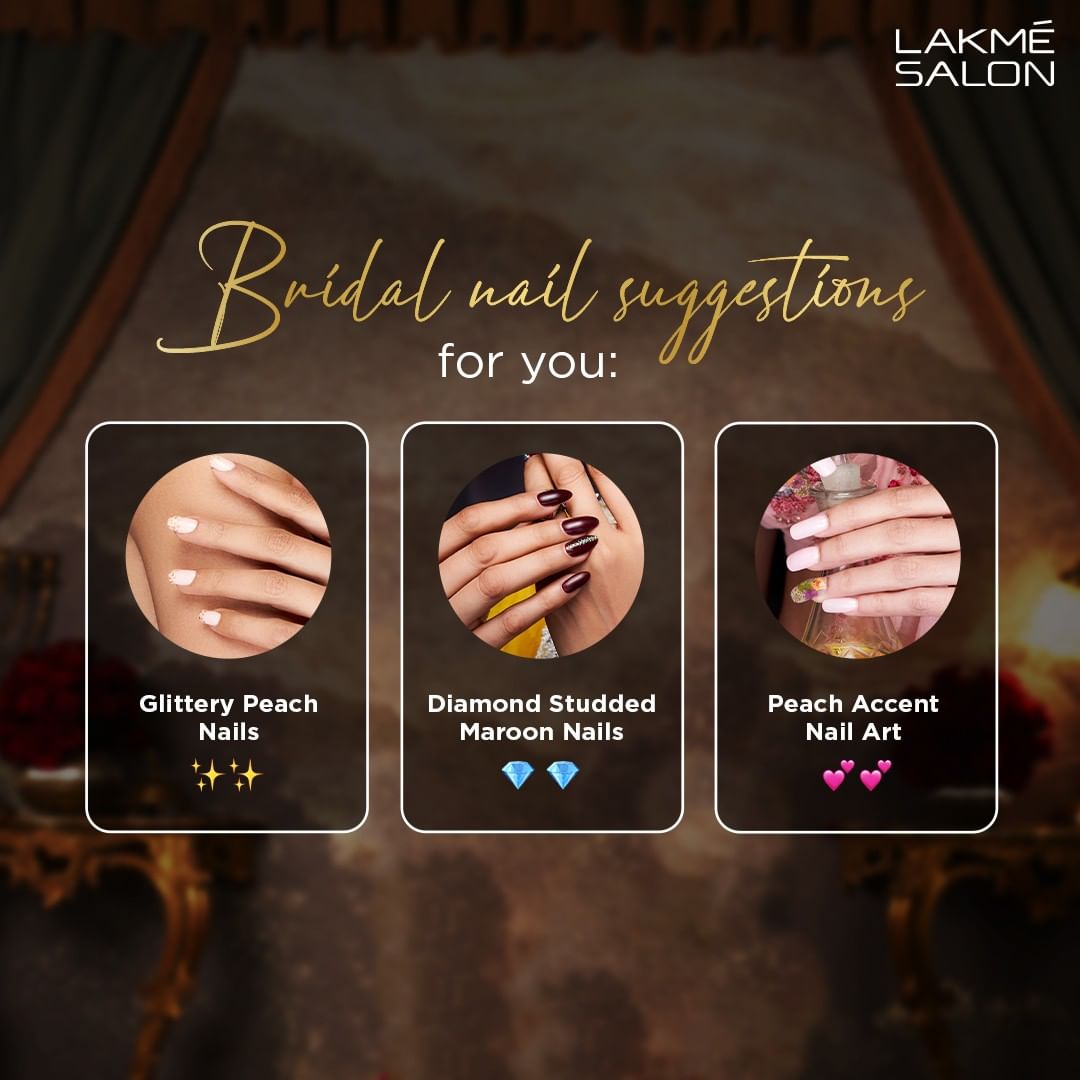 LAKMÉ
SALON
Bridal nail suggestions
for you:
Glittery Peach
Nails
✨✨
Diamond Studded
Maroon Nails
💎 💎
Peach Accent
Nail Art
💕 💕